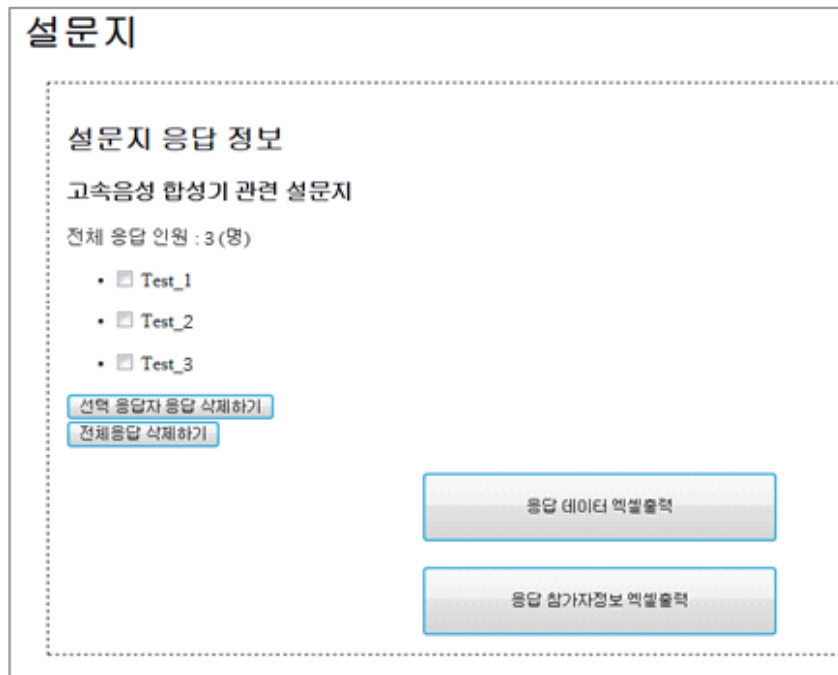 설문지
설문지 응답 정보
고속음성 합성기 관련 설문지
전체 응답 인원 : 3 (명)
• Test_1
• Test_2
• Test_3
선택 응답자 응답 삭제하기
전체응답 삭제하기
응답 데이터 엑셀출력
응답 참가자정보 엑셀출력